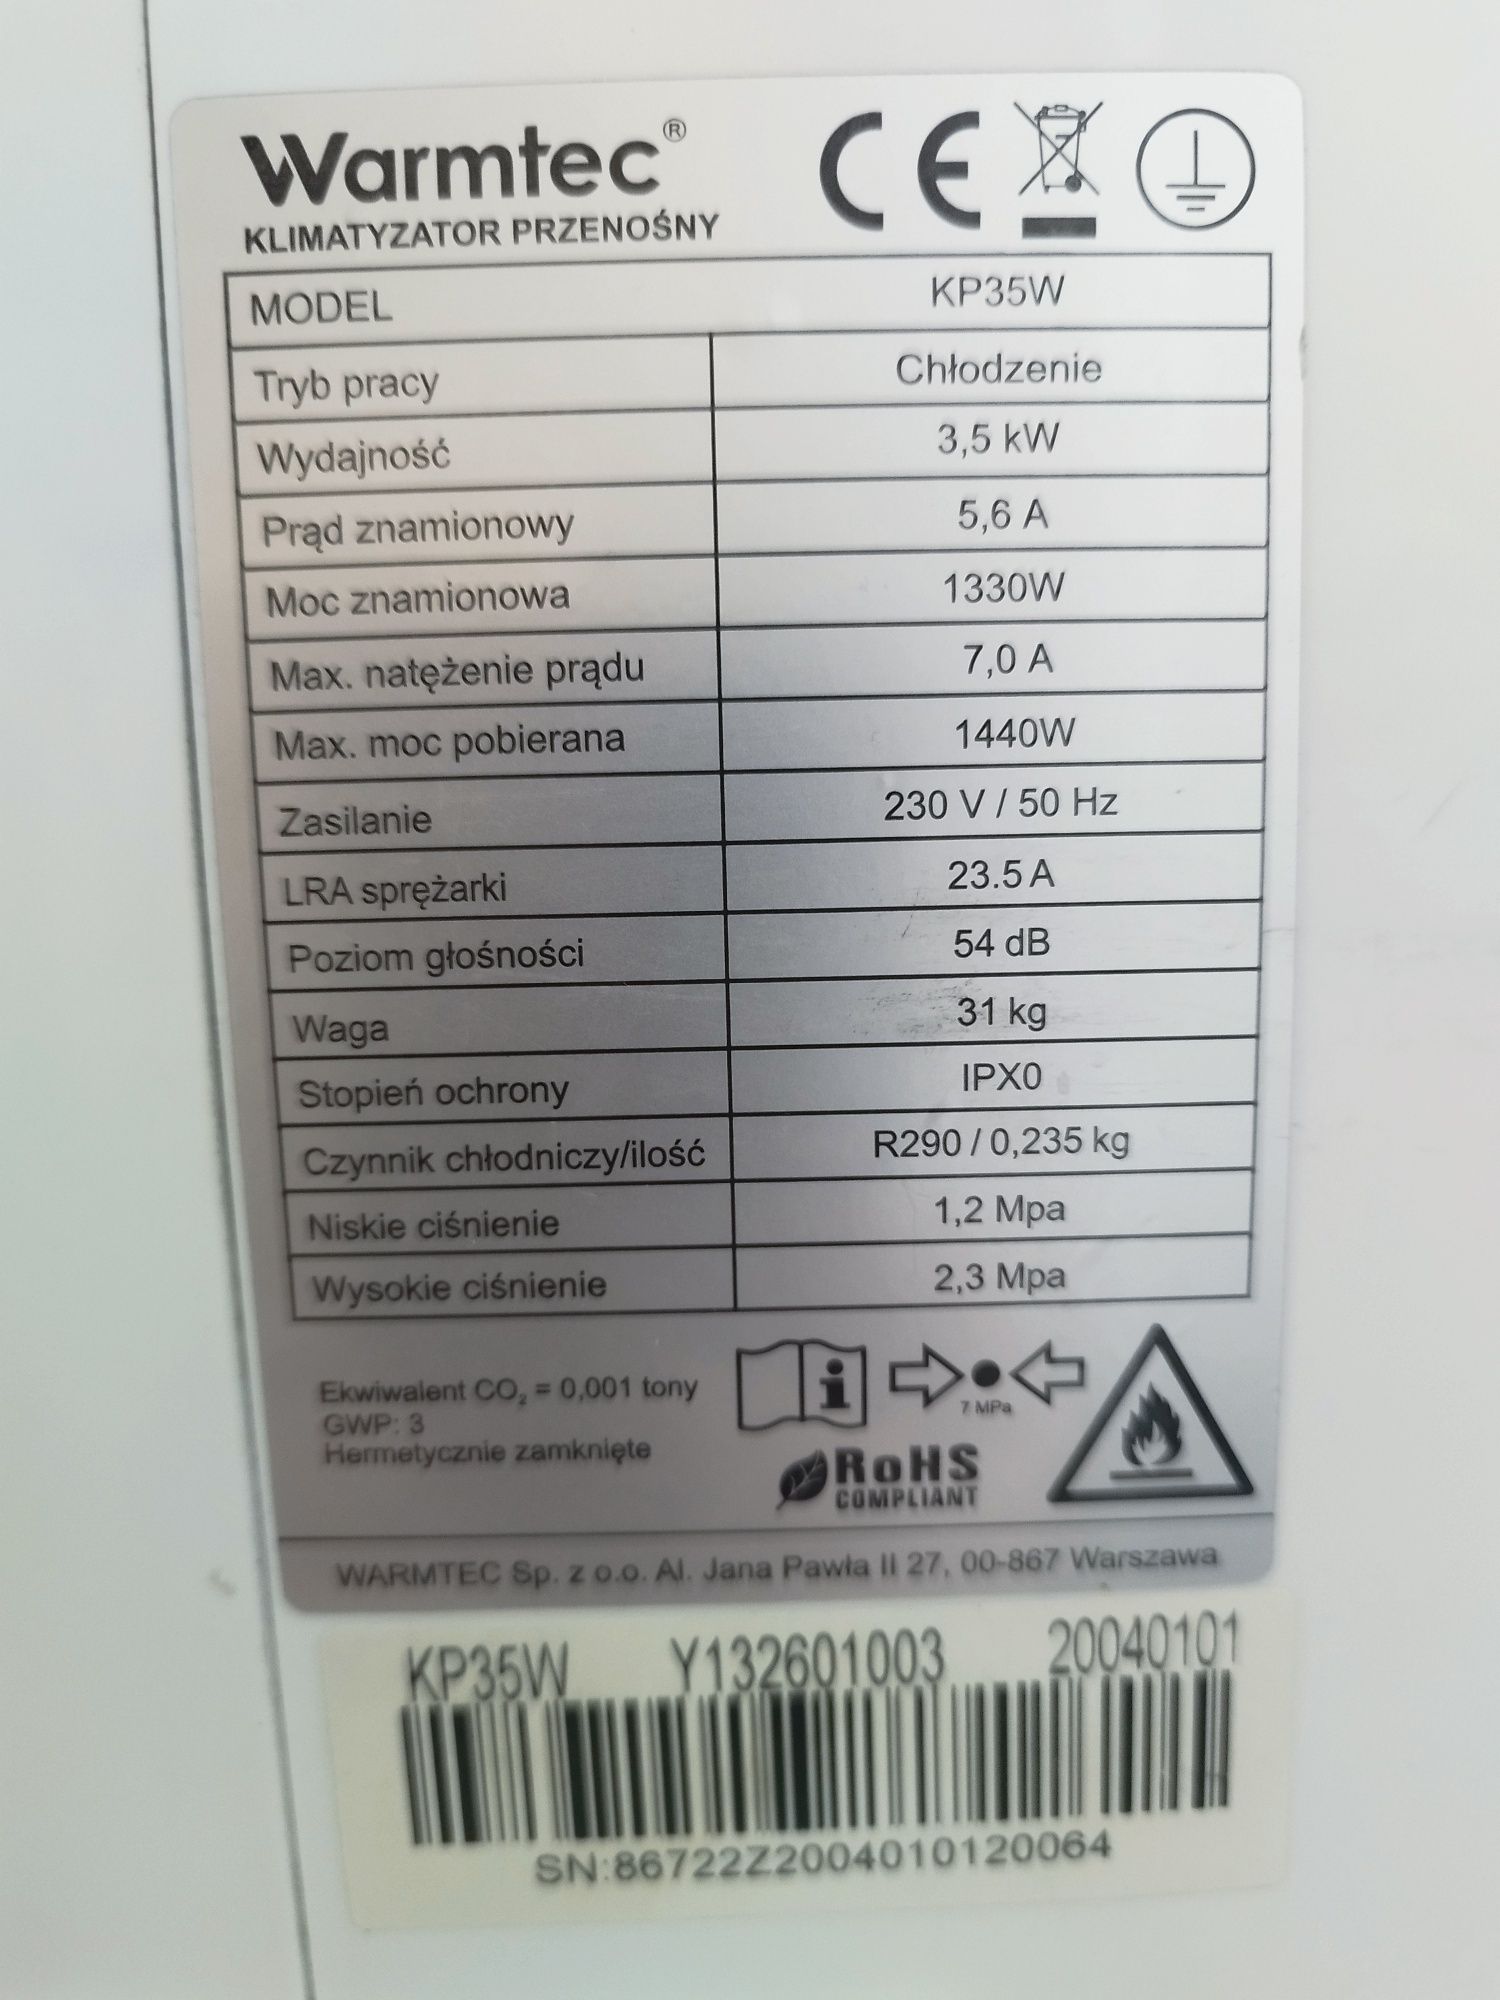 Warmtec®
KLIMATYZATOR PRZENOŚNY
CE
MODEL KP35W
Tryb pracy Chłodzenie
Wydajność 3,5 kW
Prąd znamionowy 5,6 A
Moc znamionowa 1330W
Max. natężenie prądu 7,0 A
Max. moc pobierana 1440W
Zasilanie 230 V / 50 Hz
LRA sprężarki 23.5 A
Poziom głośności 54 dB
Waga 31 kg
Stopień ochrony IPX0
Czynnik chłodniczy/ilość R290 / 0,235 kg
Niskie ciśnienie 1,2 Mpa
Wysokie ciśnienie 2,3 Mpa
Ekwiwalent CO₂ = 0,001 tony
GWP: 3
Hermetycznie zamknięte
7 MPa
RoHS
COMPLIANT
WARMTEC Sp. z o.o. Al. Jana Pawła II 27, 00-867 Warszawa
KP35W Y132601003 20040101
SN:86722Z2004010120064